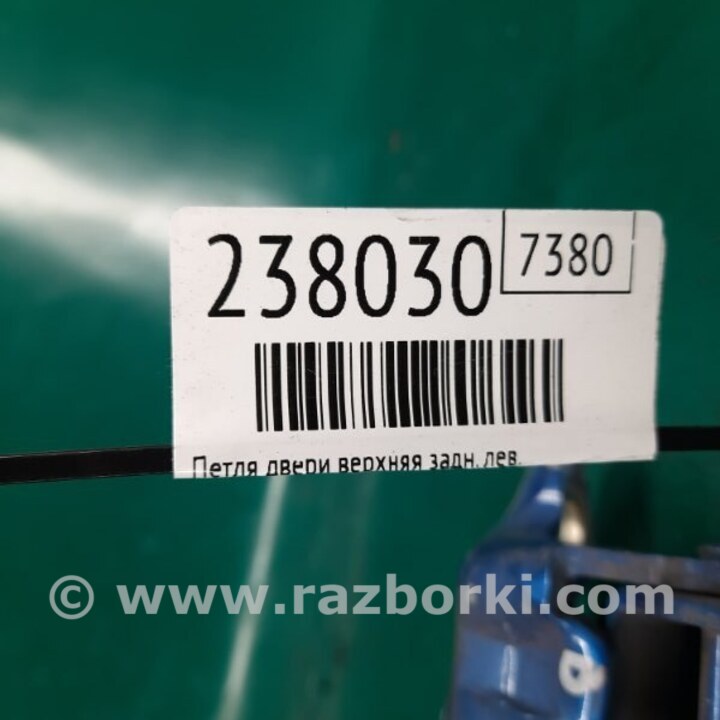 238030
7380
Петля двери верхняя задн. лев.
© www.razborki.com
B